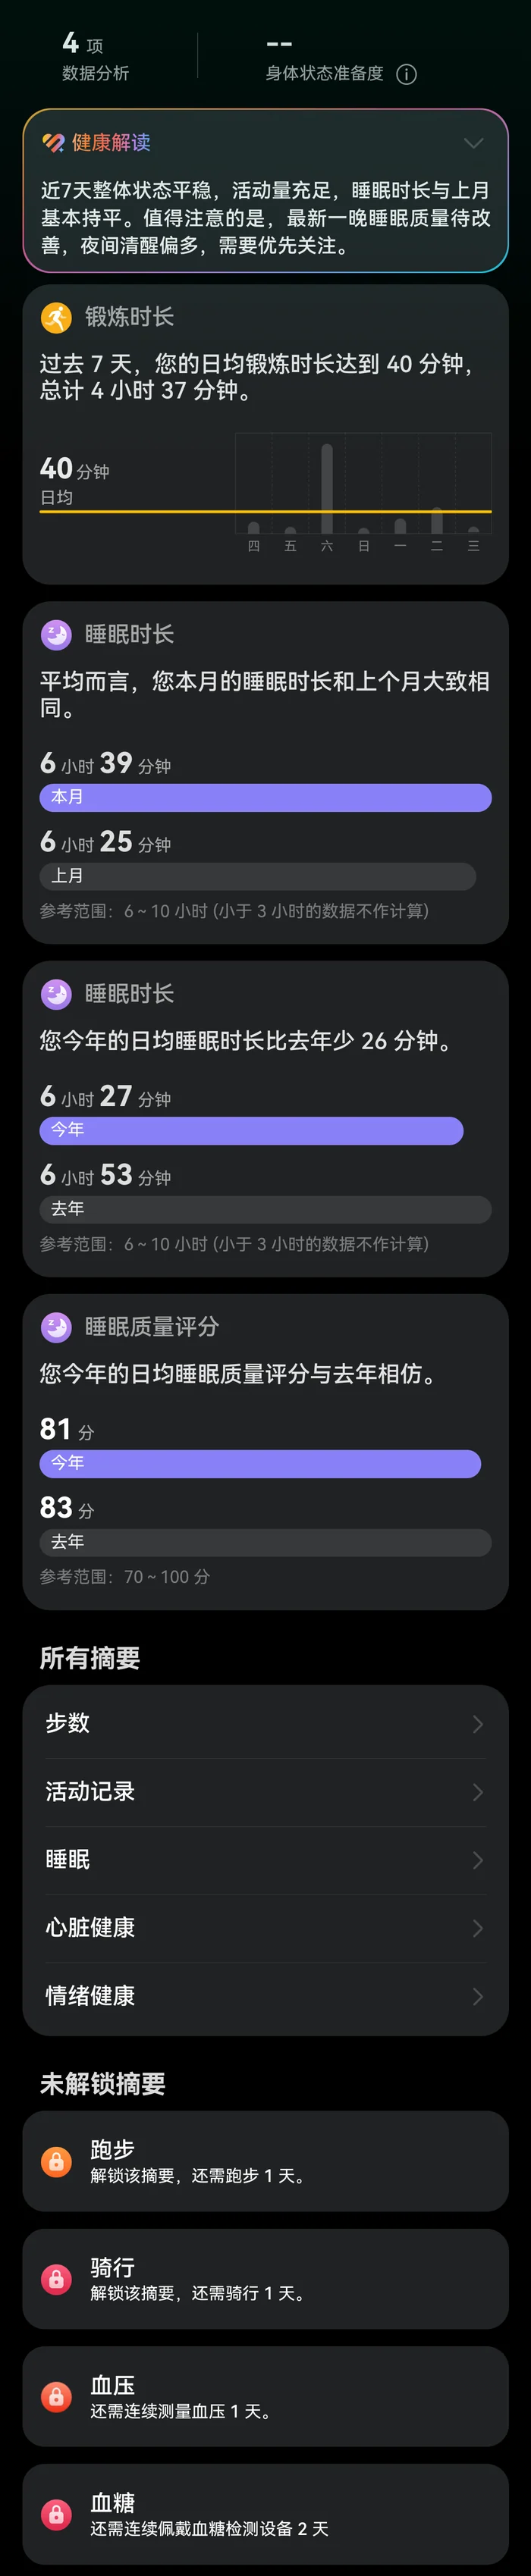 4 项
数据分析
--
身体状态准备度
健康解读
近7天整体状态平稳，活动量充足，睡眠时长与上月
基本持平。值得注意的是，最新一晚睡眠质量待改
善，夜间清醒偏多，需要优先关注。
锻炼时长
过去 7 天，您的日均锻炼时长达到 40 分钟，
总计 4 小时 37 分钟。
40 分钟
日均
四 五 六 日 一 二 三
睡眠时长
平均而言，您本月的睡眠时长和上个月大致相
同。
6 小时 39 分钟
本月
6 小时 25 分钟
上月
参考范围：6 ~ 10 小时 (小于 3 小时的数据不作计算)
睡眠时长
您今年的日均睡眠时长比去年少 26 分钟。
6 小时 27 分钟
今年
6 小时 53 分钟
去年
参考范围：6 ~ 10 小时 (小于 3 小时的数据不作计算)
睡眠质量评分
您今年的日均睡眠质量评分与去年相仿。
81 分
今年
83 分
去年
参考范围：70 ~ 100 分
所有摘要
步数
活动记录
睡眠
心脏健康
情绪健康
未解锁摘要
跑步
解锁该摘要，还需跑步 1 天。
骑行
解锁该摘要，还需骑行 1 天。
血压
还需连续测量血压 1 天。
血糖
还需连续佩戴血糖检测设备 2 天